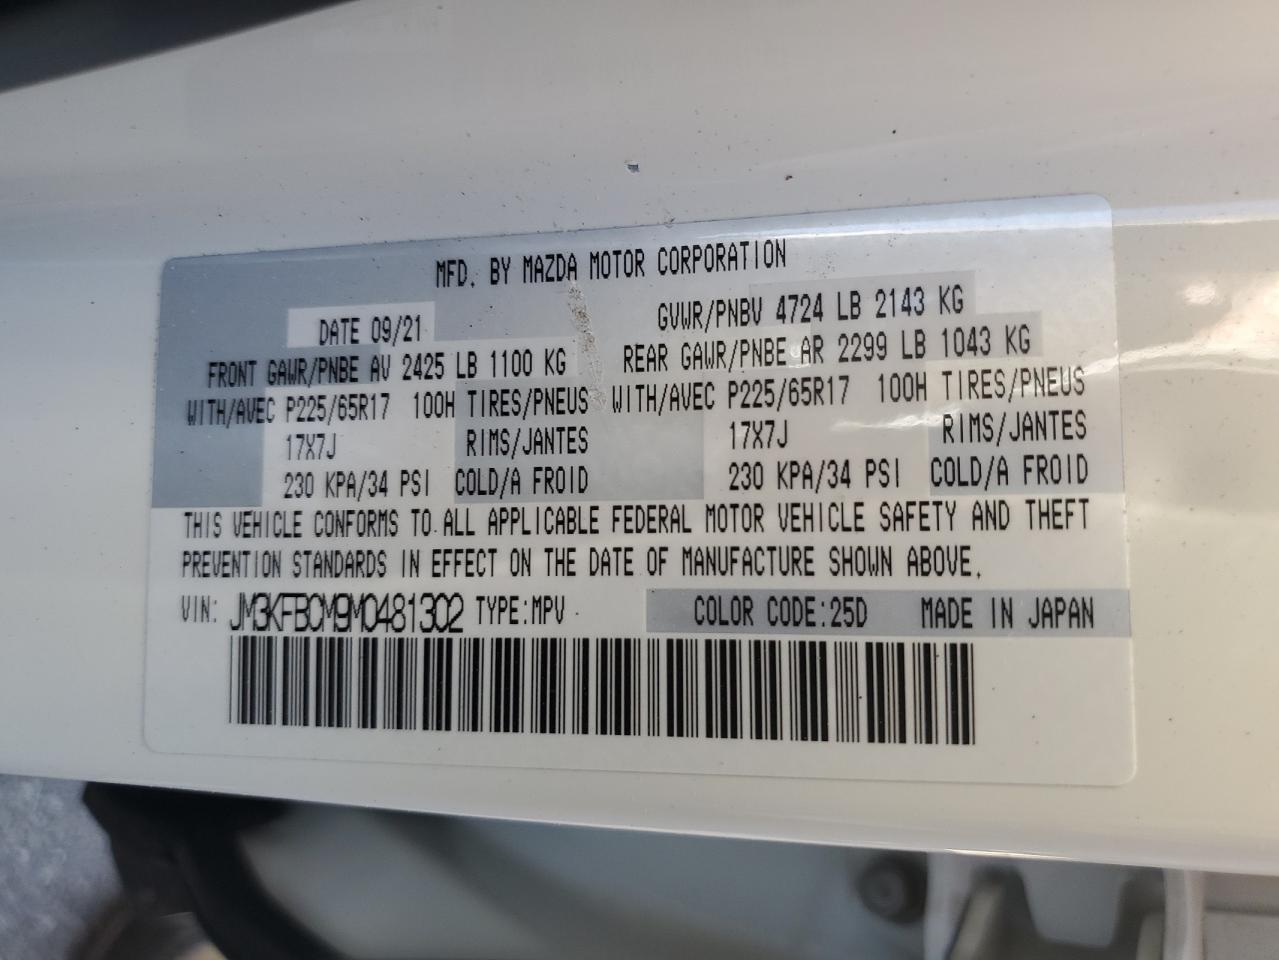 MFD. BY MAZDA MOTOR CORPORATION
DATE 09/21 GVWR/PNBV 4724 LB 2143 KG
FRONT GAWR/PNBE AV 2425 LB 1100 KG REAR GAWR/PNBE AR 2299 LB 1043 KG
WITH/AVEC P225/65R17 100H TIRES/PNEUS WITH/AVEC P225/65R17 100H TIRES/PNEUS
17X7J RIMS/JANTES 17X7J RIMS/JANTES
230 KPA/34 PSI COLD/A FROID 230 KPA/34 PSI COLD/A FROID
THIS VEHICLE CONFORMS TO ALL APPLICABLE FEDERAL MOTOR VEHICLE SAFETY AND THEFT
PREVENTION STANDARDS IN EFFECT ON THE DATE OF MANUFACTURE SHOWN ABOVE.
VIN: JM3KFBCM9M0481302 TYPE:MPV COLOR CODE:25D MADE IN JAPAN